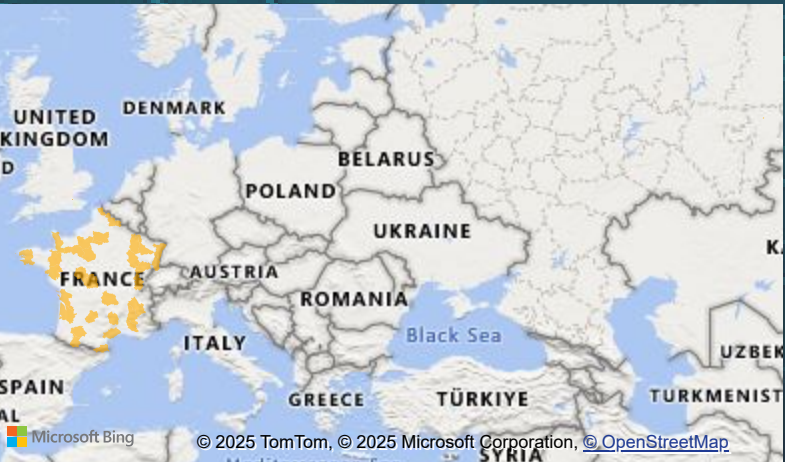 DENMARK
UNITED
KINGDOM
D
BELARUS
POLAND
UKRAINE
K
FRANCE
AUSTRIA
ROMANIA
Black Sea
ITALY
UZBEK
SPAIN
GREECE
TÜRKIYE
TURKMENIST
AL
Microsoft Bing
© 2025 TomTom, © 2025 Microsoft Corporation, © OpenStreetMap
SYRIA